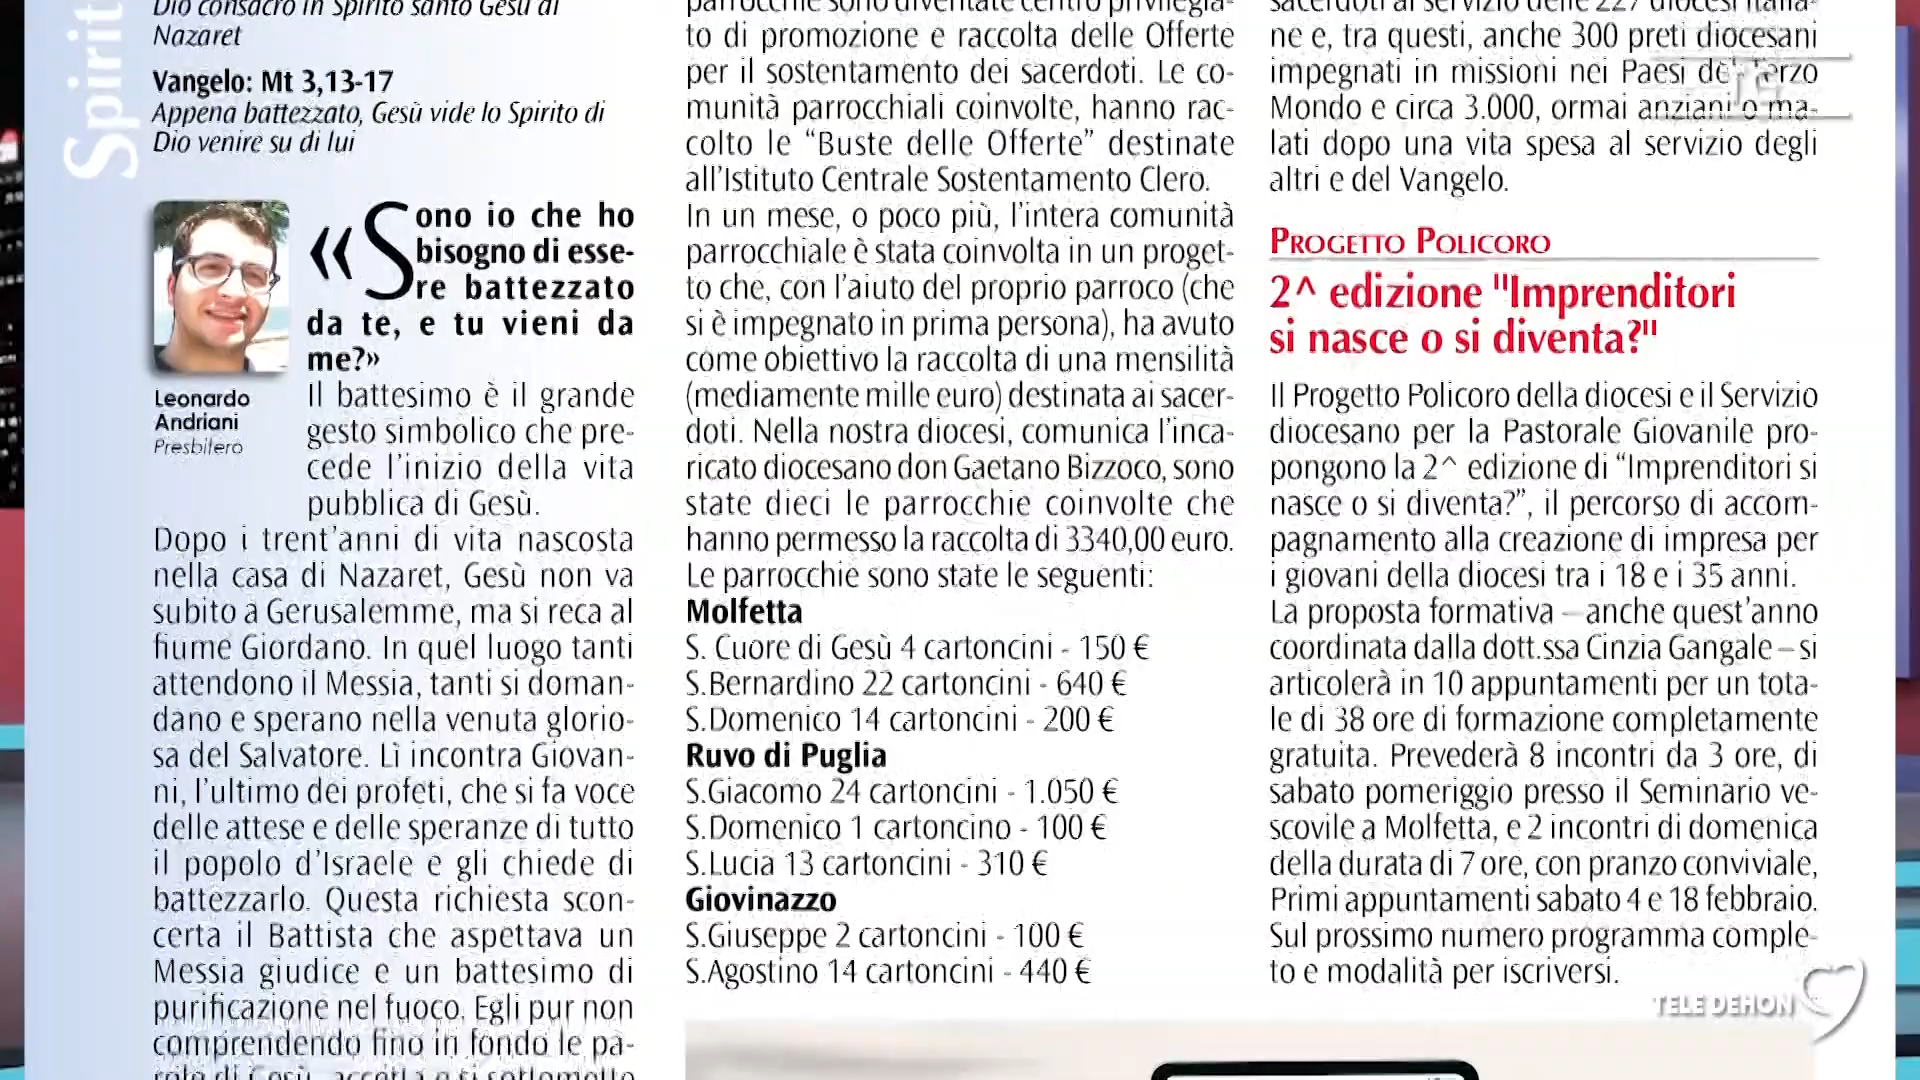 Spirit
Dio consacrò in Spirito santo Gesù di
Nazaret
Vangelo: Mt 3,13-17
Appena battezzato, Gesù vide lo Spirito di
Dio venire su di lui
Leonardo
Andriani
Presbitero
«Sono io che ho
bisogno di esse-
re battezzato
da te, e tu vieni da
me?»
Il battesimo è il grande
gesto simbolico che pre-
cede l'inizio della vita
pubblica di Gesù.
Dopo i trent'anni di vita nascosta
nella casa di Nazaret, Gesù non va
subito a Gerusalemme, ma si reca al
fiume Giordano. In quel luogo tanti
attendono il Messia, tanti si doman-
dano e sperano nella venuta glorio-
sa del Salvatore. Lì incontra Giovan-
ni, l'ultimo dei profeti, che si fa voce
delle attese e delle speranze di tutto
il popolo d'Israele e gli chiede di
battezzarlo. Questa richiesta scon-
certa il Battista che aspettava un
Messia giudice e un battesimo di
purificazione nel fuoco. Egli pur non
comprendendo fino in fondo le pa-
role di Gesù, accetta e si sottomette
parrocchie sono diventate centro privilegia-
to di promozione e raccolta delle Offerte
per il sostentamento dei sacerdoti. Le co-
munità parrocchiali coinvolte, hanno rac-
colto le “Buste delle Offerte” destinate
all'Istituto Centrale Sostentamento Clero.
In un mese, o poco più, l'intera comunità
parrocchiale è stata coinvolta in un proget-
to che, con l'aiuto del proprio parroco (che
si è impegnato in prima persona), ha avuto
come obiettivo la raccolta di una mensilità
(mediamente mille euro) destinata ai sacer-
doti. Nella nostra diocesi, comunica l'inca-
ricato diocesano don Gaetano Bizzoco, sono
state dieci le parrocchie coinvolte che
hanno permesso la raccolta di 3340,00 euro.
Le parrocchie sono state le seguenti:
Molfetta
S. Cuore di Gesù 4 cartoncini - 150 €
S.Bernardino 22 cartoncini - 640 €
S.Domenico 14 cartoncini - 200 €
Ruvo di Puglia
S.Giacomo 24 cartoncini - 1.050 €
S.Domenico 1 cartoncino - 100 €
S.Lucia 13 cartoncini - 310 €
Giovinazzo
S.Giuseppe 2 cartoncini - 100 €
S.Agostino 14 cartoncini - 440 €
sacerdoti al servizio delle 227 diocesi italia-
ne e, tra questi, anche 300 preti diocesani
impegnati in missioni nei Paesi del Terzo
Mondo e circa 3.000, ormai anziani o ma-
lati dopo una vita spesa al servizio degli
altri e del Vangelo.
PROGETTO POLICORO
2^ edizione "Imprenditori
si nasce o si diventa?"
Il Progetto Policoro della diocesi e il Servizio
diocesano per la Pastorale Giovanile pro-
pongono la 2^ edizione di “Imprenditori si
nasce o si diventa?”, il percorso di accom-
pagnamento alla creazione di impresa per
i giovani della diocesi tra i 18 e i 35 anni.
La proposta formativa – anche quest'anno
coordinata dalla dott.ssa Cinzia Gangale – si
articolerà in 10 appuntamenti per un tota-
le di 38 ore di formazione completamente
gratuita. Prevederà 8 incontri da 3 ore, di
sabato pomeriggio presso il Seminario ve-
scovile a Molfetta, e 2 incontri di domenica
della durata di 7 ore, con pranzo conviviale,
Primi appuntamenti sabato 4 e 18 febbraio.
Sul prossimo numero programma comple-
to e modalità per iscriversi.
TELE DEHON